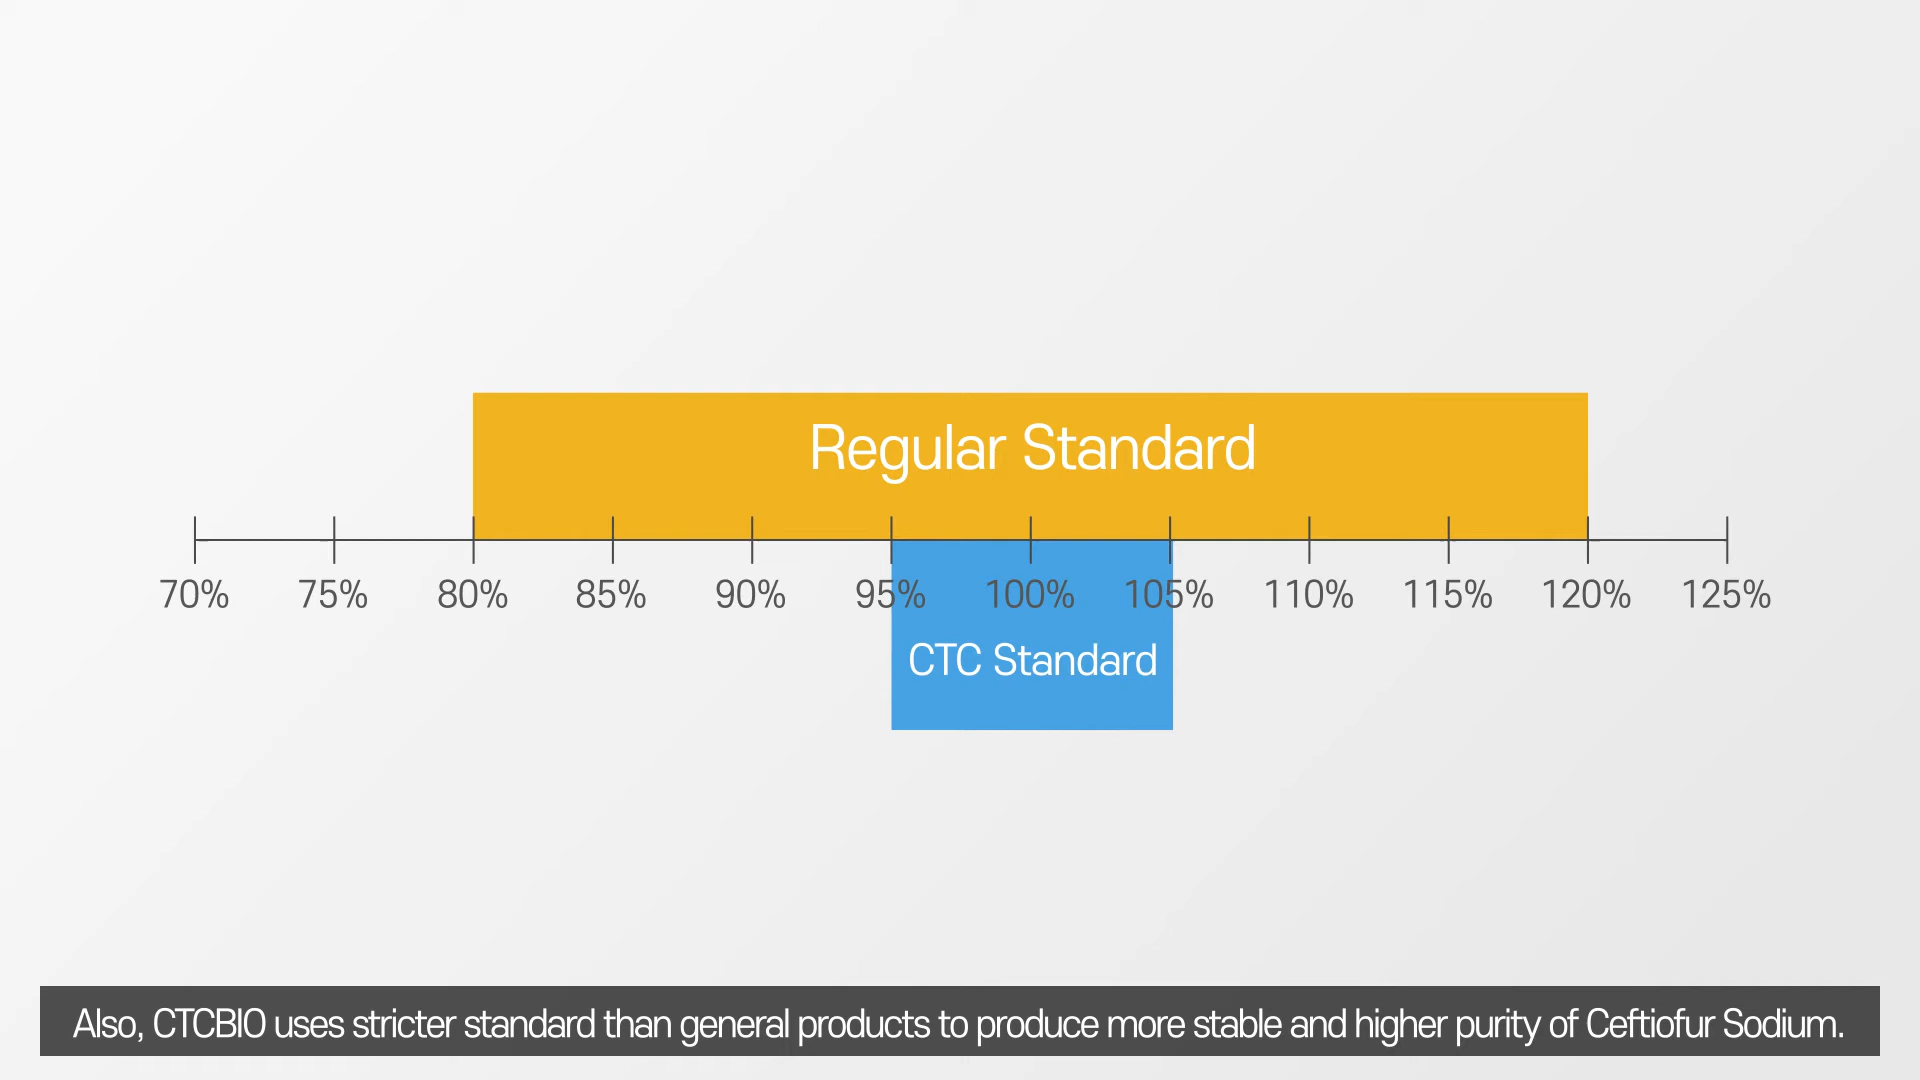 Regular Standard
70% 75% 80% 85% 90% 95% 100% 105% 110% 115% 120% 125%
CTC Standard
Also, CTCBIO uses stricter standard than general products to produce more stable and higher purity of Ceftiofur Sodium.